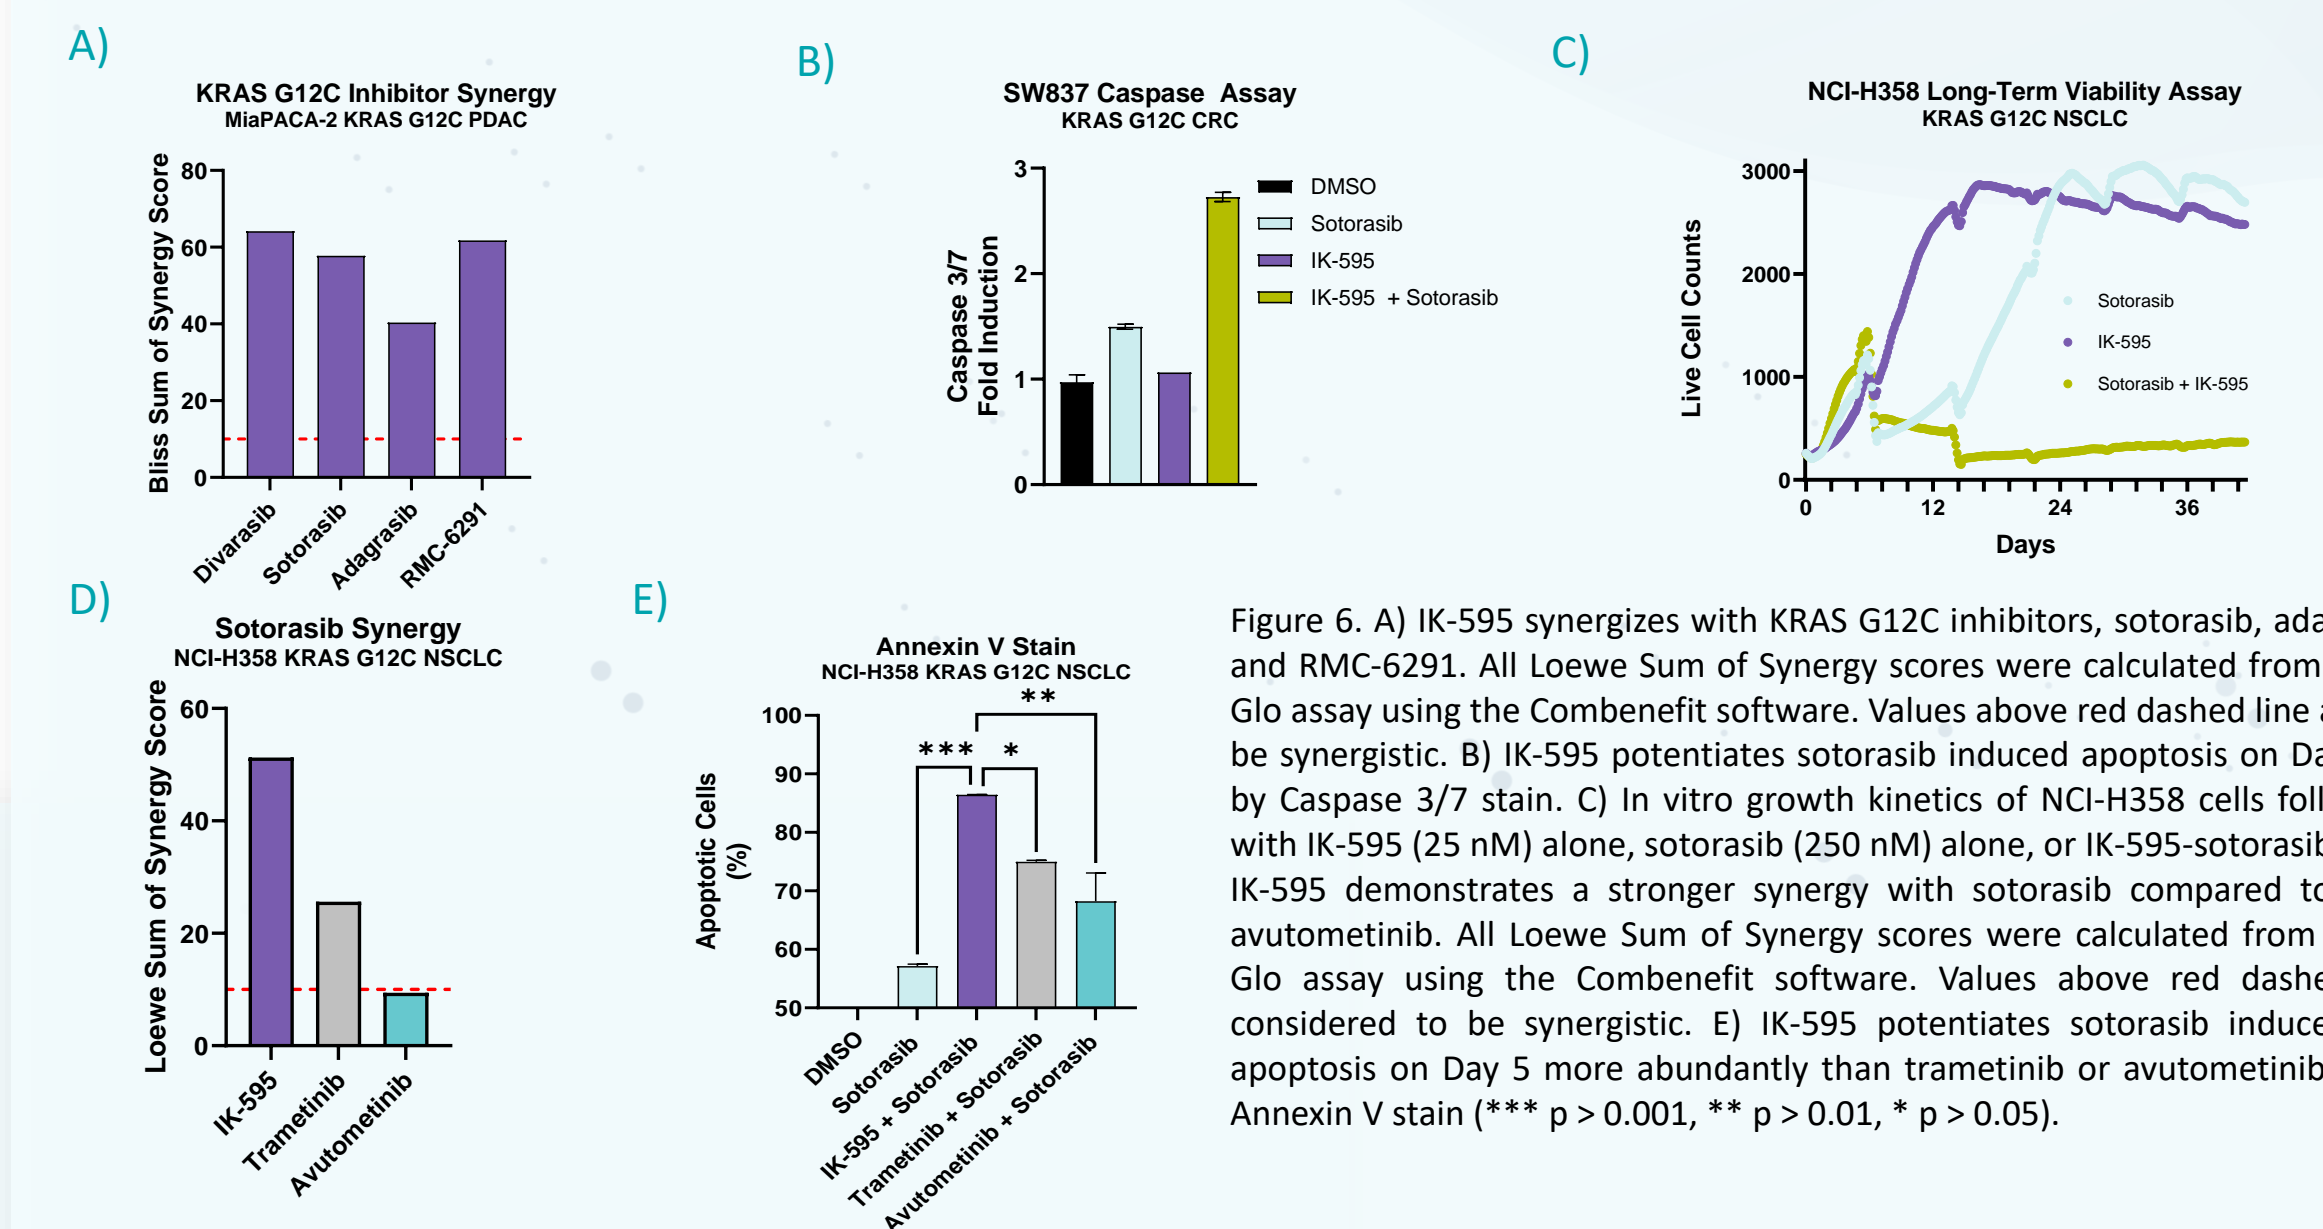 A)
KRAS G12C Inhibitor Synergy
MiaPACA-2 KRAS G12C PDAC
Bliss Sum of Synergy Score
80
60
40
20
0
Divarasib
Sotorasib
Adagrasib
RMC-6291
B)
SW837 Caspase Assay
KRAS G12C CRC
Caspase 3/7
Fold Induction
3
2
1
0
DMSO
Sotorasib
IK-595
IK-595 + Sotorasib
C)
NCI-H358 Long-Term Viability Assay
KRAS G12C NSCLC
Live Cell Counts
3000
2000
1000
0
0
12
24
36
Days
Sotorasib
IK-595
Sotorasib + IK-595
D)
Sotorasib Synergy
NCI-H358 KRAS G12C NSCLC
Loewe Sum of Synergy Score
60
40
20
0
IK-595
Trametinib
Avutometinib
E)
Annexin V Stain
NCI-H358 KRAS G12C NSCLC
Apoptotic Cells
(%)
100
90
80
70
60
50
***
*
**
DMSO
Sotorasib
IK-595 + Sotorasib
Trametinib + Sotorasib
Avutometinib + Sotorasib
Figure 6. A) IK-595 synergizes with KRAS G12C inhibitors, sotorasib,
and RMC-6291. All Loewe Sum of Synergy scores were calculated from
Glo assay using the Combenefit software. Values above red dashed line
be synergistic. B) IK-595 potentiates sotorasib induced apoptosis on
by Caspase 3/7 stain. C) In vitro growth kinetics of NCI-H358 cells
with IK-595 (25 nM) alone, sotorasib (250 nM) alone, or IK-595-sotorasib
IK-595 demonstrates a stronger synergy with sotorasib compared
avutometinib. All Loewe Sum of Synergy scores were calculated from
Glo assay using the Combenefit software. Values above red
considered to be synergistic. E) IK-595 potentiates sotorasib
apoptosis on Day 5 more abundantly than trametinib or avutometinib
Annexin V stain (*** p > 0.001, ** p > 0.01, * p > 0.05).